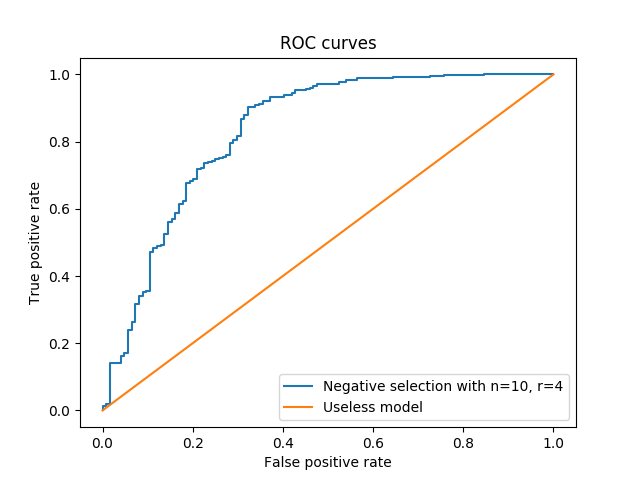 ROC curves
True positive rate
1.0
0.8
0.6
0.4
0.2
0.0
Negative selection with n=10, r=4
Useless model
0.0 0.2 0.4 0.6 0.8 1.0
False positive rate